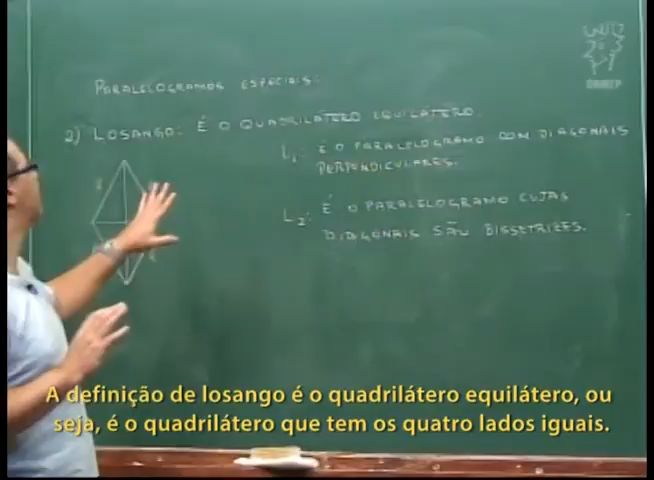 PARALELOGRAMOS ESPECIAIS:
2) LOSANGO: É O QUADRILÁTERO EQUILÁTERO.
L₁: É O PARALELOGRAMO COM DIAGONAIS
PERPENDICULARES.
L₂: É O PARALELOGRAMO CUJAS
DIAGONAIS SÃO BISSETRIZES.
A definição de losango é o quadrilátero equilátero, ou
seja, é o quadrilátero que tem os quatro lados iguais.